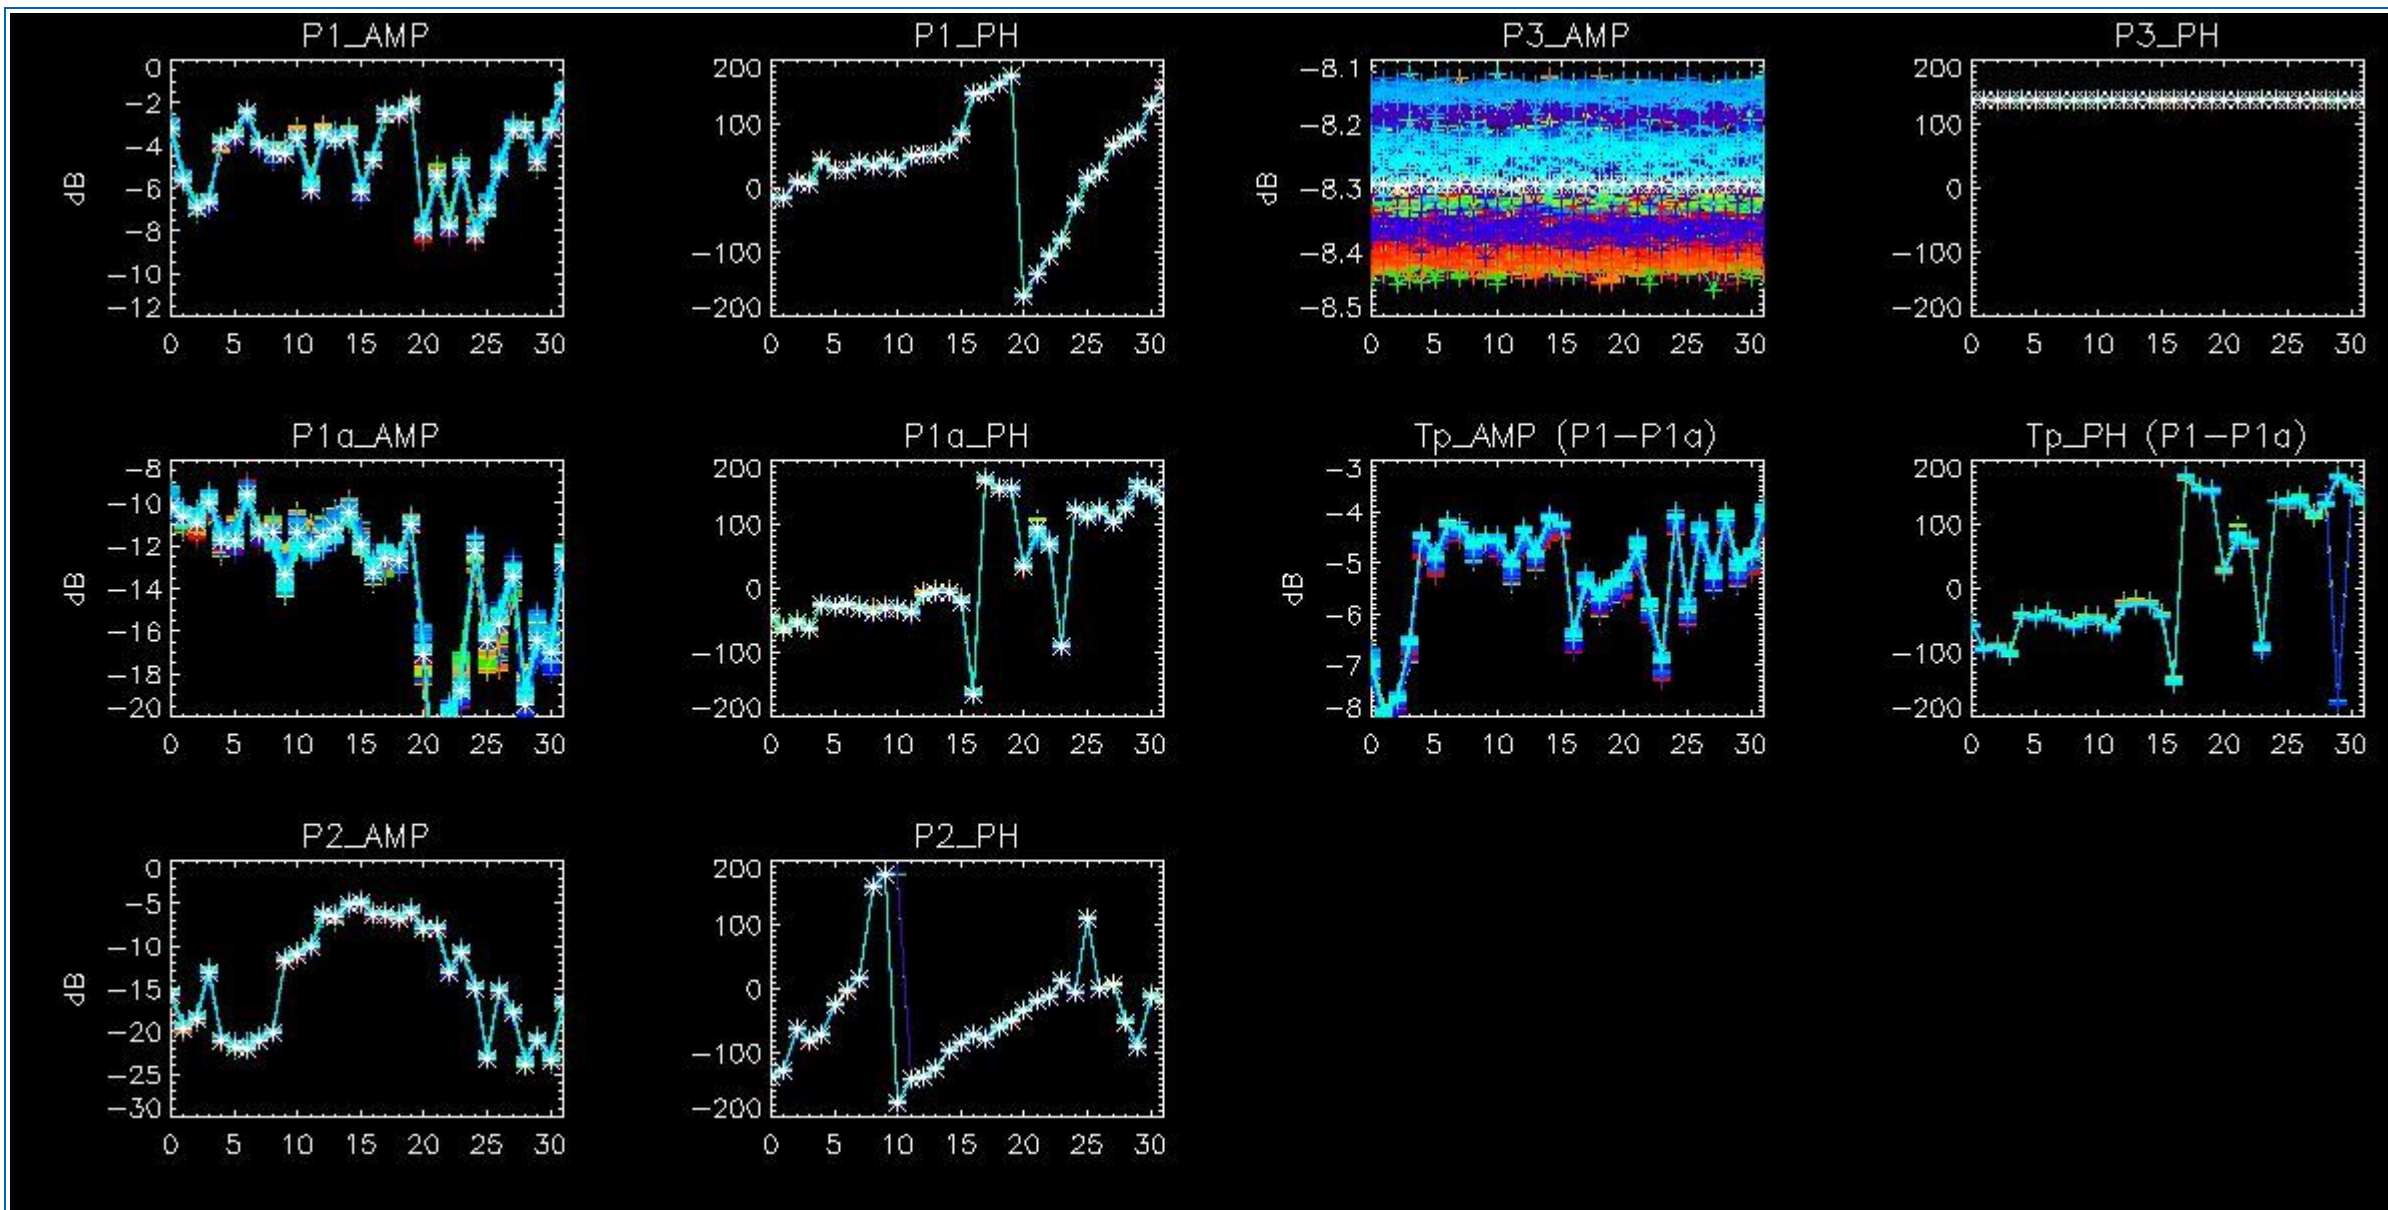 P1_AMP
0
−2
−4
−6
−8
−10
−12
dB
0 5 10 15 20 25 30
P1_PH
200
100
0
−100
−200
0 5 10 15 20 25 30
P3_AMP
−8.1
−8.2
−8.3
−8.4
−8.5
dB
0 5 10 15 20 25 30
P3_PH
200
100
0
−100
−200
0 5 10 15 20 25 30
P1a_AMP
−8
−10
−12
−14
−16
−18
−20
dB
0 5 10 15 20 25 30
P1a_PH
200
100
0
−100
−200
0 5 10 15 20 25 30
Tp_AMP (P1−P1a)
−3
−4
−5
−6
−7
−8
dB
0 5 10 15 20 25 30
Tp_PH (P1−P1a)
200
100
0
−100
−200
0 5 10 15 20 25 30
P2_AMP
0
−5
−10
−15
−20
−25
−30
dB
0 5 10 15 20 25 30
P2_PH
200
100
0
−100
−200
0 5 10 15 20 25 30